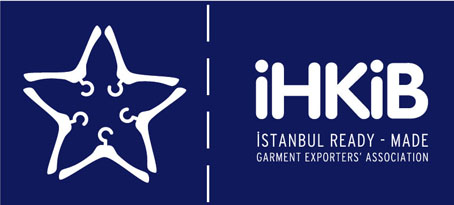 iHKiB
İSTANBUL READY - MADE
GARMENT EXPORTERS' ASSOCIATION